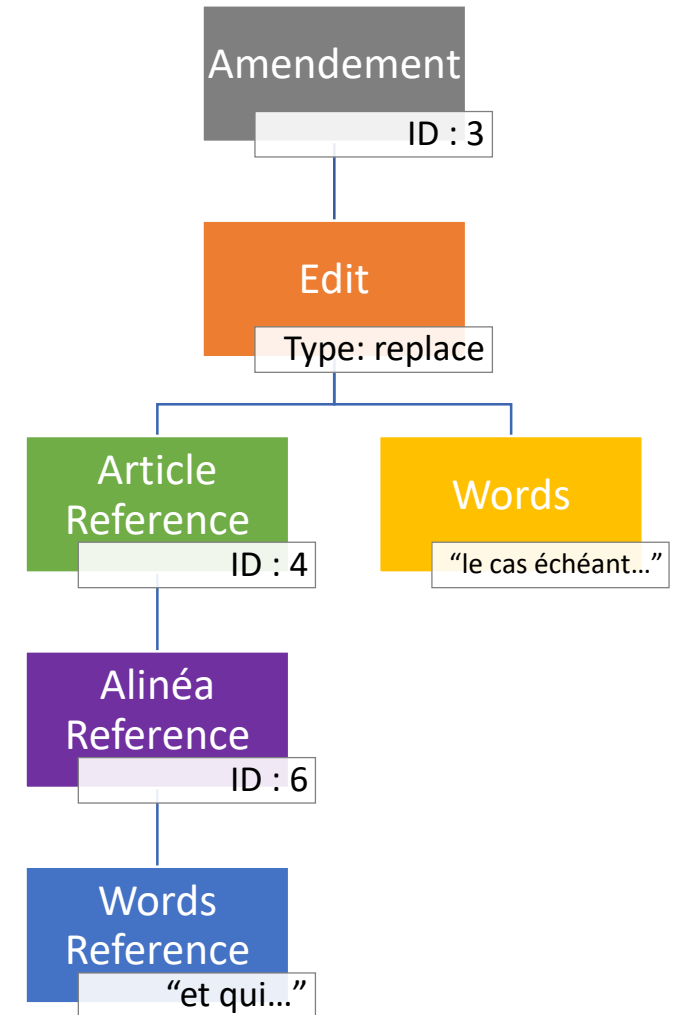 Amendement
ID : 3
Edit
Type: replace
Article
Reference
ID : 4
Words
“le cas échéant…”
Alinéa
Reference
ID : 6
Words
Reference
“et qui…”